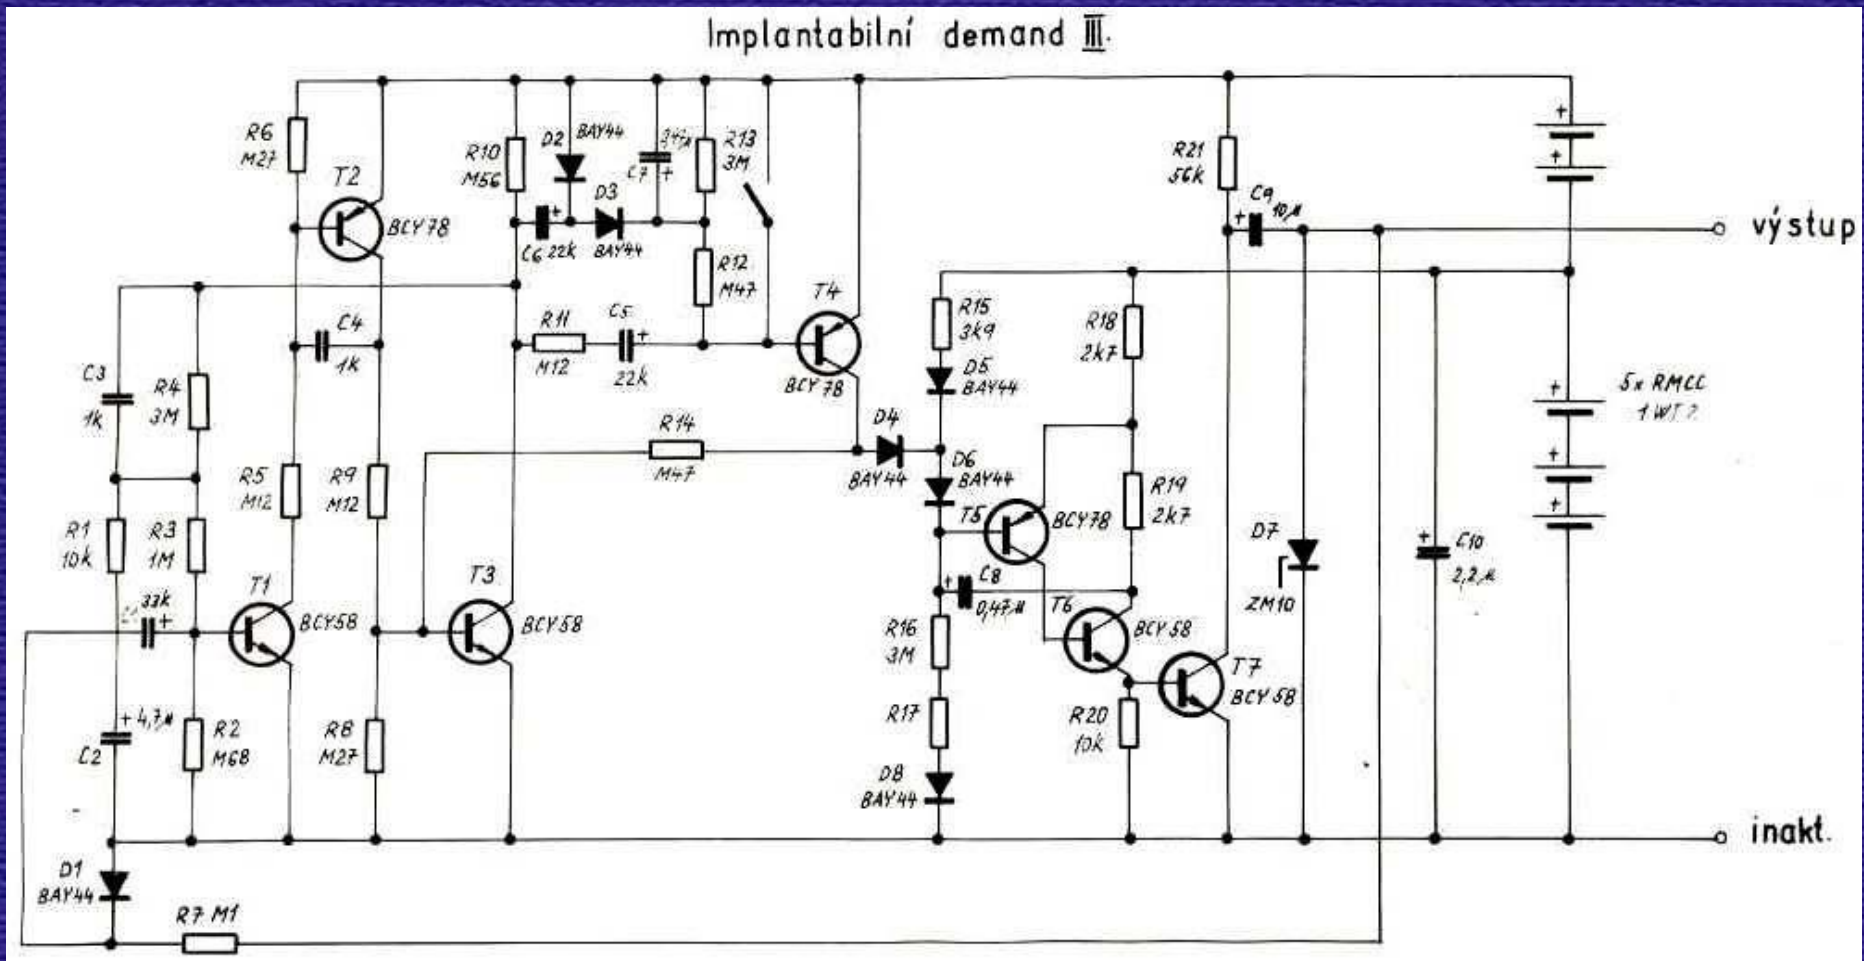 Implantabilní demand III.
R6
M27
T2
BCY78
R10
M56
D2
BAY44
C7
R13
3M
D3
BAY44
C6 22k
R12
M47
R21
56k
C9
10µ
výstup
C4
1k
R11
M12
C5
22k
T4
BCY78
R15
3k9
R18
2k7
C3
1k
R4
3M
D5
BAY44
5x RMCC
R14
M47
D4
BAY44
D6
BAY44
R5
M12
R9
M12
T5
BCY78
R19
2k7
R1
10k
R3
1M
D7
ZM10
C10
2,2µ
33k
T1
BCY58
T3
BCY58
C8
0,47µ
T6
BCY58
R16
3M
T7
BCY58
4,7µ
C2
R2
M68
R8
M27
R17
R20
10k
D8
BAY44
inakt.
D1
BAY44
R7 M1